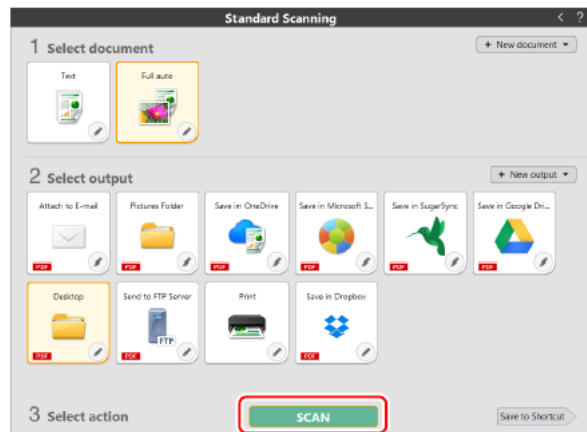 Standard Scanning < ?
1 Select document
+ New document
Text
Full auto
2 Select output
+ New output
Attach to E-mail
Pictures Folder
Save in OneDrive
Save in Microsoft S...
Save in SugarSync
Save in Google Dri...
PDF
PDF
PDF
PDF
PDF
PDF
Desktop
Send to FTP Server
Print
Save in Dropbox
FTP
PDF
PDF
PDF
3 Select action
SCAN
Save to Shortcut